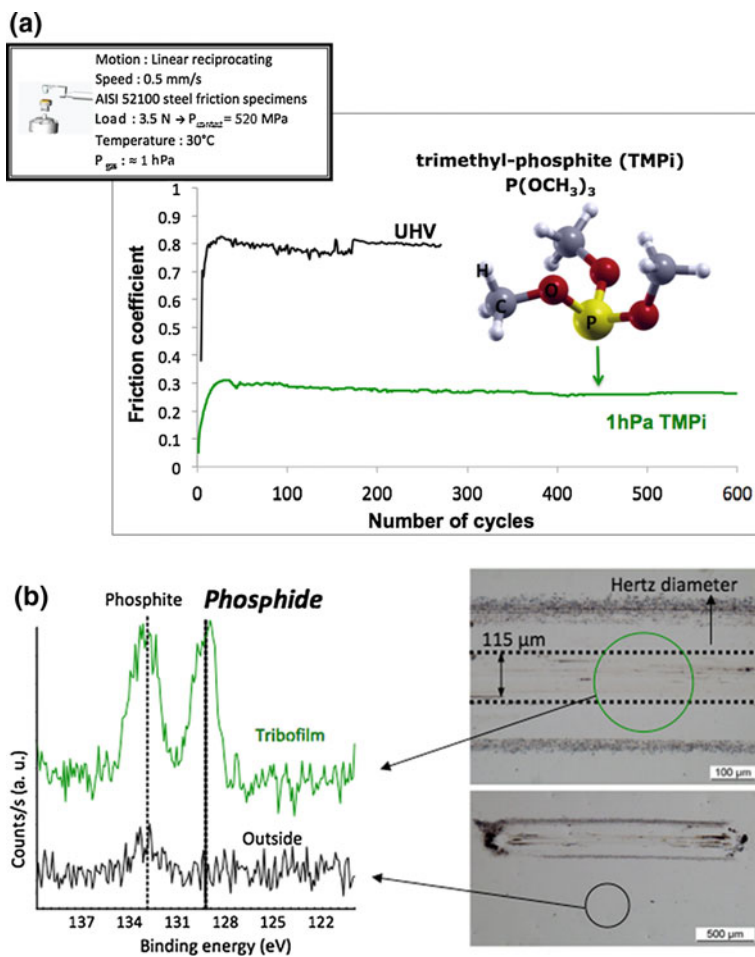 (a)
Motion : Linear reciprocating
Speed : 0.5 mm/s
AISI 52100 steel friction specimens
Load : 3.5 N → Pcontact = 520 MPa
Temperature : 30°C
P gas : ≈ 1 hPa
trimethyl-phosphite (TMPi)
P(OCH3)3
UHV
H
C
O
P
1hPa TMPi
Friction coefficient
1
0.9
0.8
0.7
0.6
0.5
0.4
0.3
0.2
0.1
0
0 100 200 300 400 500 600
Number of cycles
(b)
Phosphite Phosphide
Tribofilm
Outside
Counts/s (a. u.)
137 134 131 128 125 122
Binding energy (eV)
Hertz diameter
115 µm
100 µm
500 µm